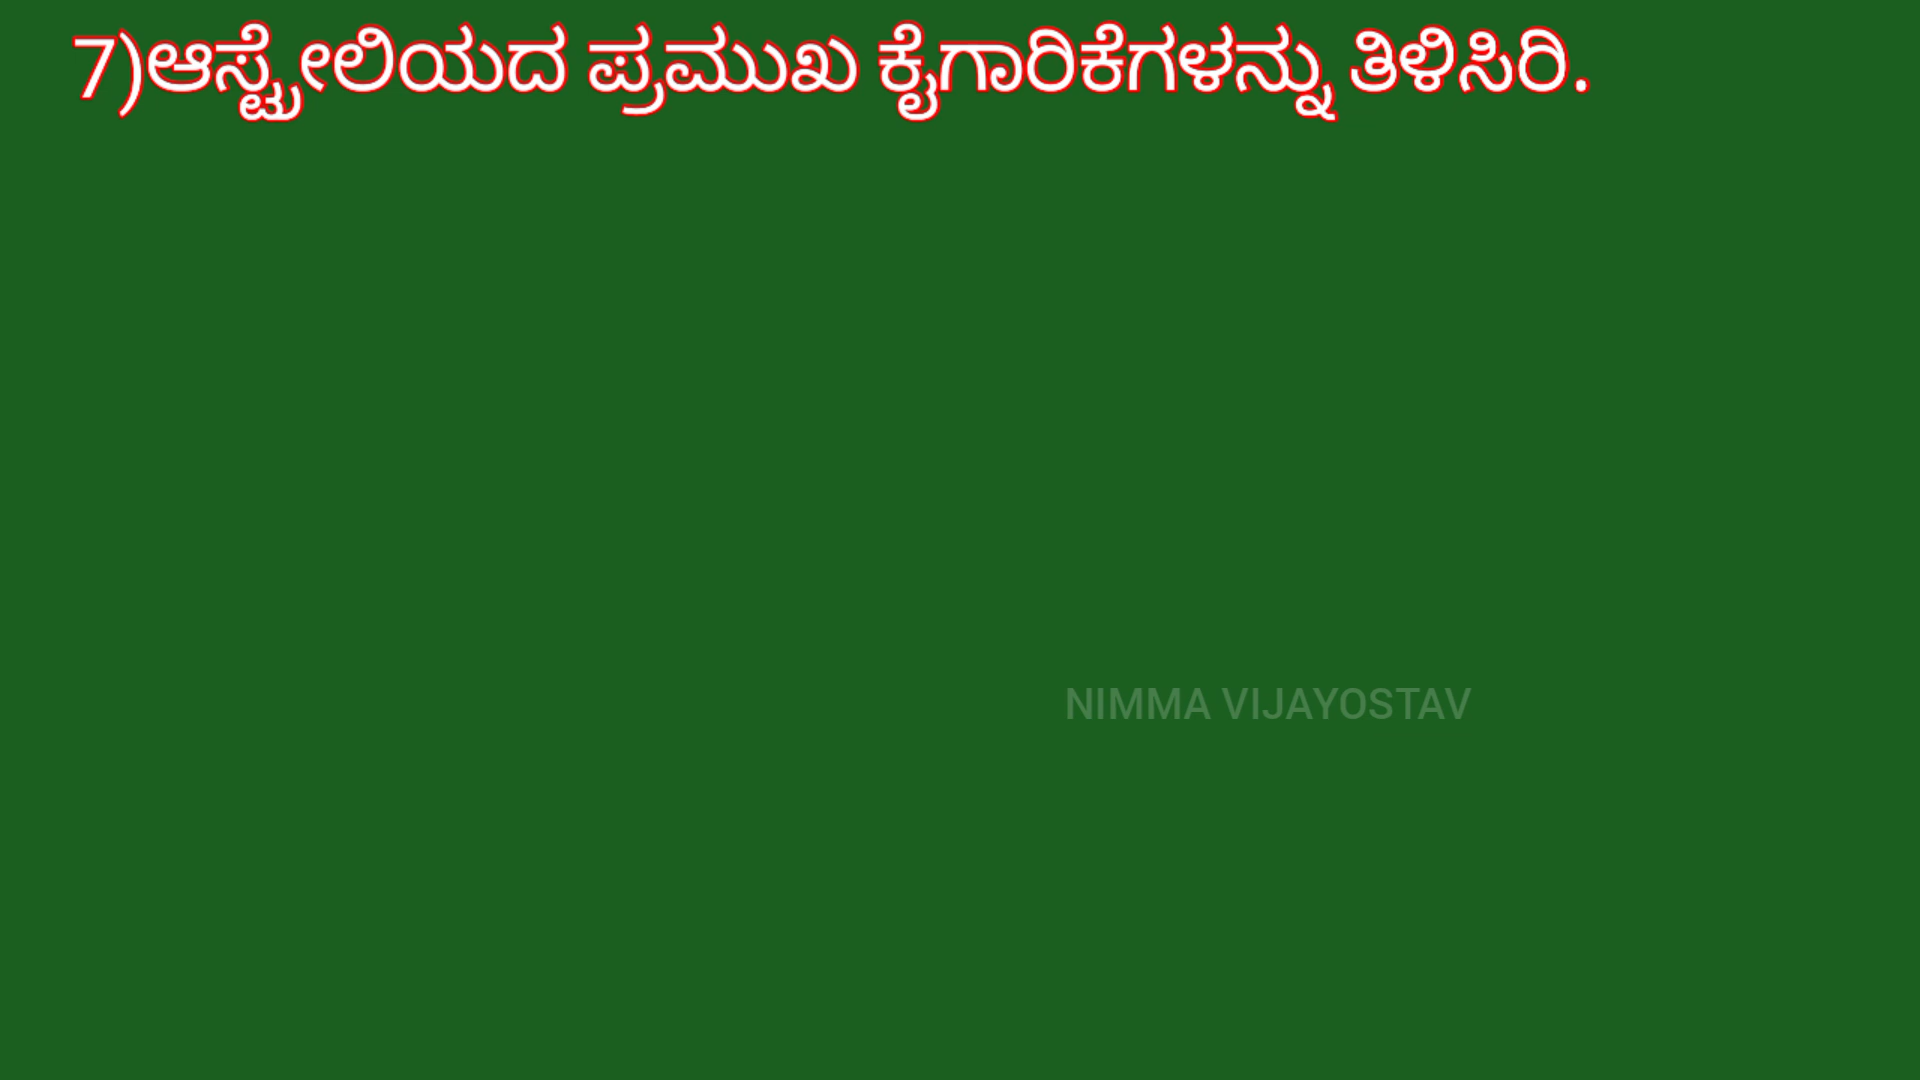 7)ಆಸ್ಟ್ರೇಲಿಯದ ಪ್ರಮುಖ ಕೈಗಾರಿಕೆಗಳನ್ನು ತಿಳಿಸಿರಿ.
NIMMA VIJAYOSTAV